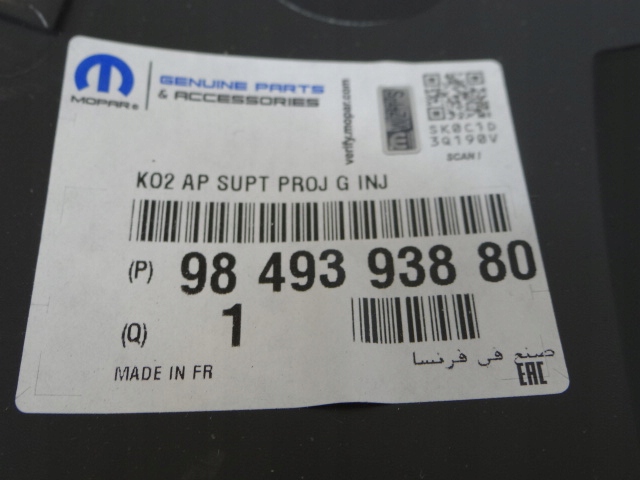 MOPAR®
GENUINE PARTS
& ACCESSORIES
verify.mopar.com
SK0C1D
3Q190V
SCAN!
K02 AP SUPT PROJ G INJ
(P) 98 493 938 80
(Q) 1
صنع في فرنسا
MADE IN FR
EAC